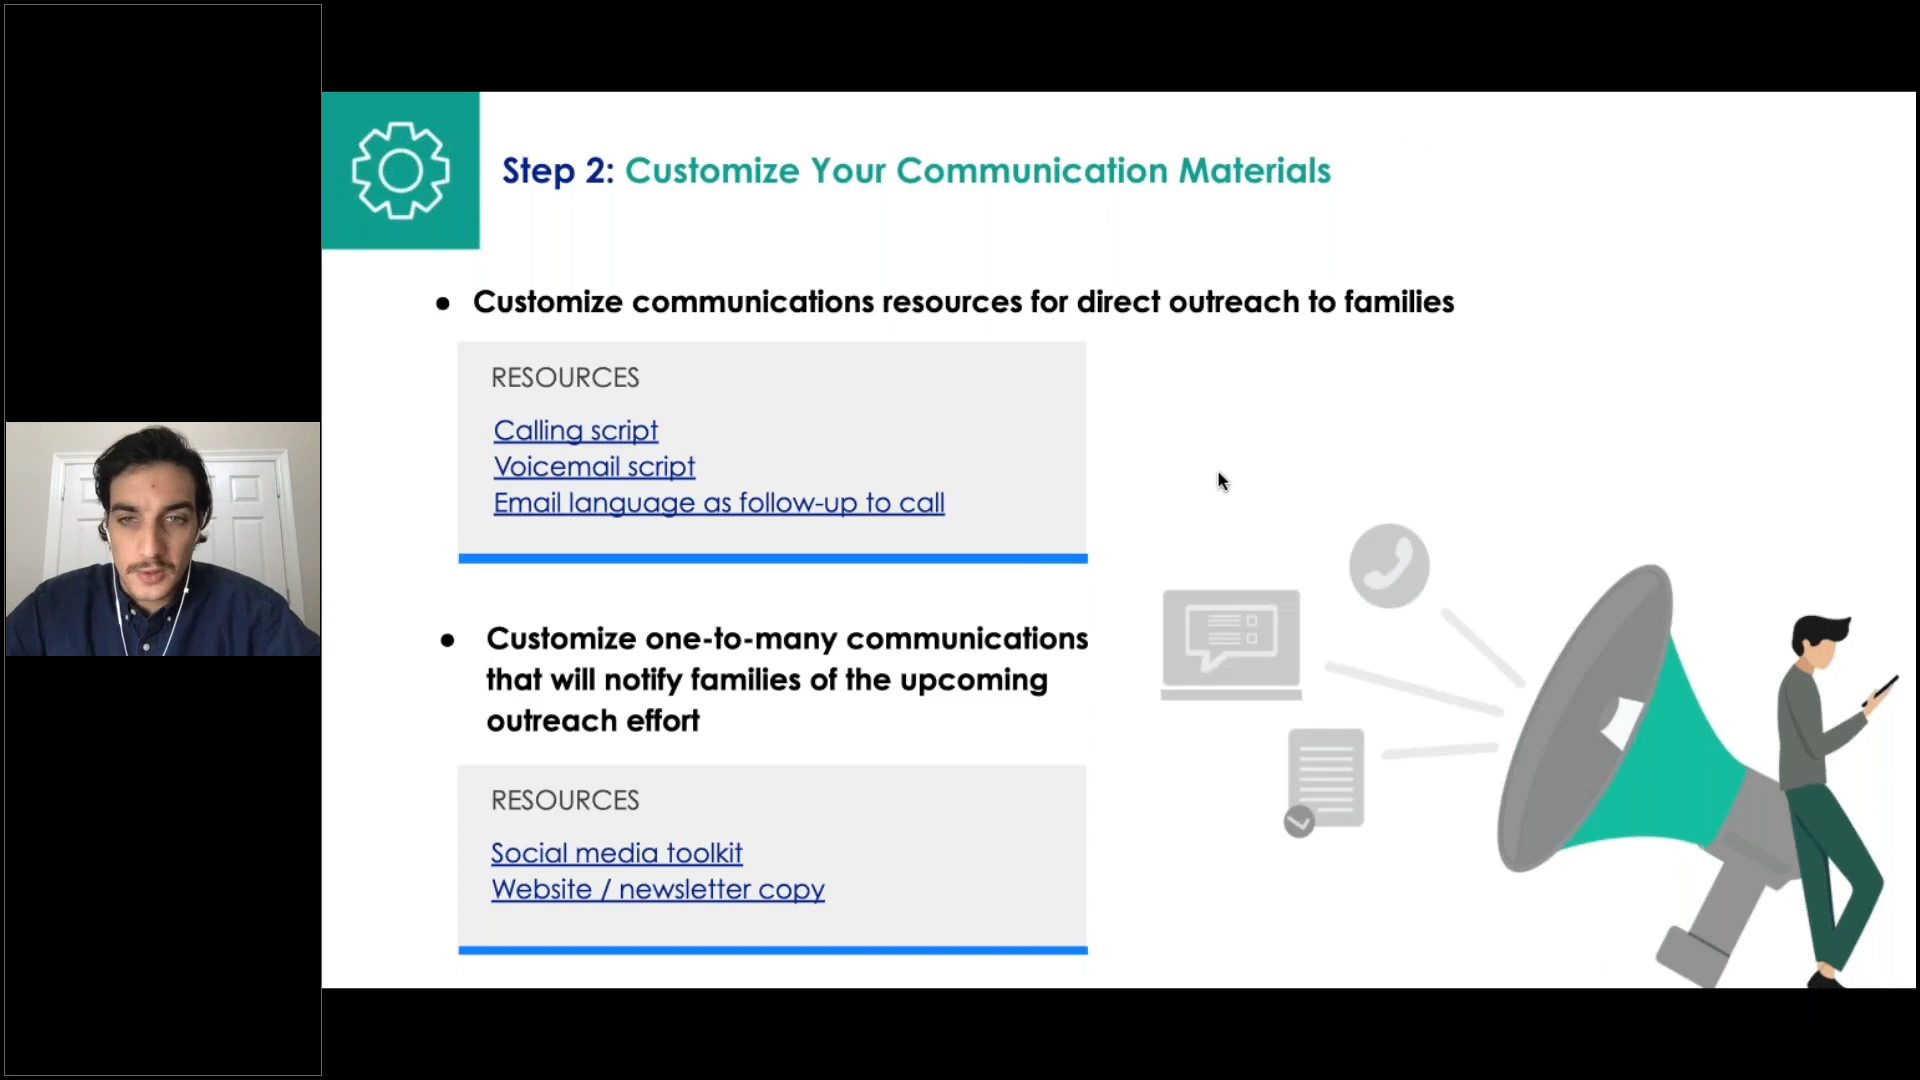 Step 2: Customize Your Communication Materials
● Customize communications resources for direct outreach to families
RESOURCES
Calling script
Voicemail script
Email language as follow-up to call
● Customize one-to-many communications
that will notify families of the upcoming
outreach effort
RESOURCES
Social media toolkit
Website / newsletter copy